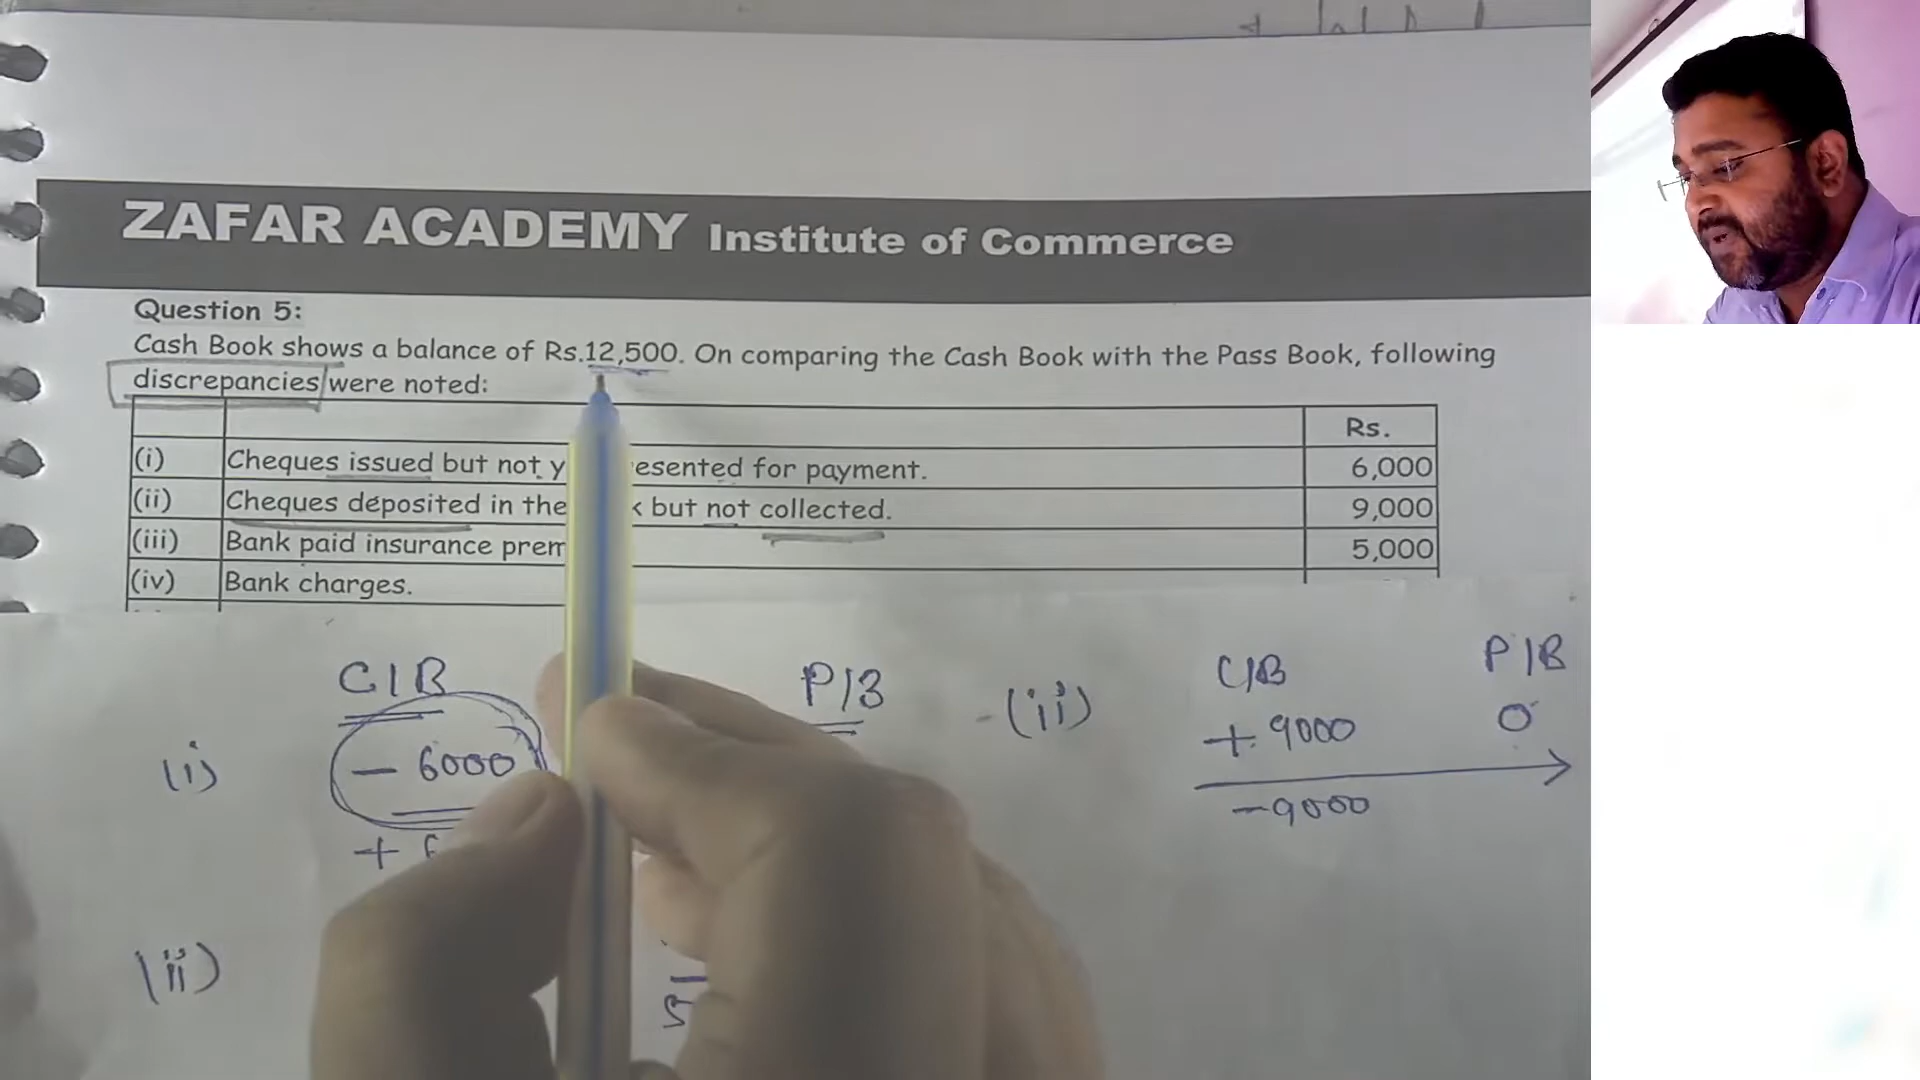 ZAFAR ACADEMY Institute of Commerce
Question 5:
Cash Book shows a balance of Rs.12,500. On comparing the Cash Book with the Pass Book, following
discrepancies were noted:
Rs.
(i) Cheques issued but not for payment. 6,000
(ii) Cheques deposited in the but not collected. 9,000
(iii) Bank paid insurance 5,000
(iv) Bank charges.
C/B P/B
(i) - 6000
+
(ii) C/B P/B
+ 9000 0
-9000
(ii)